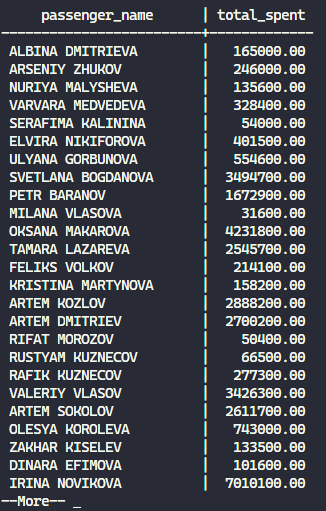 passenger_name | total_spent
-------------------------+-------------
ALBINA DMITRIEVA | 165000.00
ARSENIY ZHUKOV | 246000.00
NURIYA MALYSHEVA | 135600.00
VARVARA MEDVEDEVA | 328400.00
SERAFIMA KALININA | 54000.00
ELVIRA NIKIFOROVA | 401500.00
ULYANA GORBUNOVA | 554600.00
SVETLANA BOGDANOVA | 3494700.00
PETR BARANOV | 1672900.00
MILANA VLASOVA | 31600.00
OKSANA MAKAROVA | 4231800.00
TAMARA LAZAREVA | 2545700.00
FELIKS VOLKOV | 214100.00
KRISTINA MARTYNOVA | 158200.00
ARTEM KOZLOV | 2888200.00
ARTEM DMITRIEV | 2700200.00
RIFAT MOROZOV | 50400.00
RUSTYAM KUZNECOV | 66500.00
RAFIK KUZNECOV | 277300.00
VALERIY VLASOV | 3426300.00
ARTEM SOKOLOV | 2611700.00
OLESYA KOROLEVA | 743000.00
ZAKHAR KISELEV | 133500.00
DINARA EFIMOVA | 101600.00
IRINA NOVIKOVA | 7010100.00
--More-- _